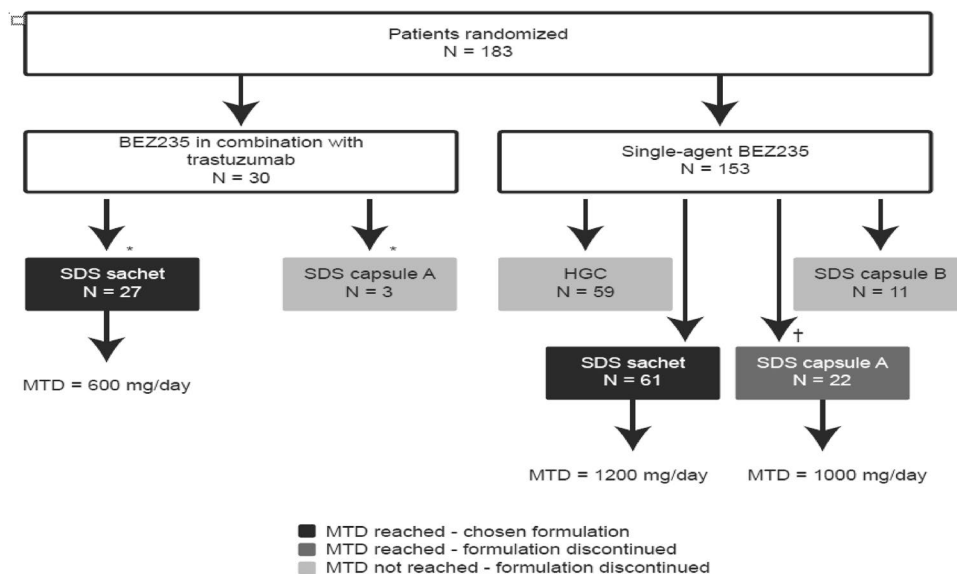 Patients randomized
N = 183
BEZ235 in combination with
trastuzumab
N = 30
Single-agent BEZ235
N = 153
*
SDS sachet
N = 27
*
SDS capsule A
N = 3
HGC
N = 59
SDS capsule B
N = 11
SDS sachet
N = 61
†
SDS capsule A
N = 22
MTD = 600 mg/day
MTD = 1200 mg/day
MTD = 1000 mg/day
MTD reached - chosen formulation
MTD reached - formulation discontinued
MTD not reached - formulation discontinued